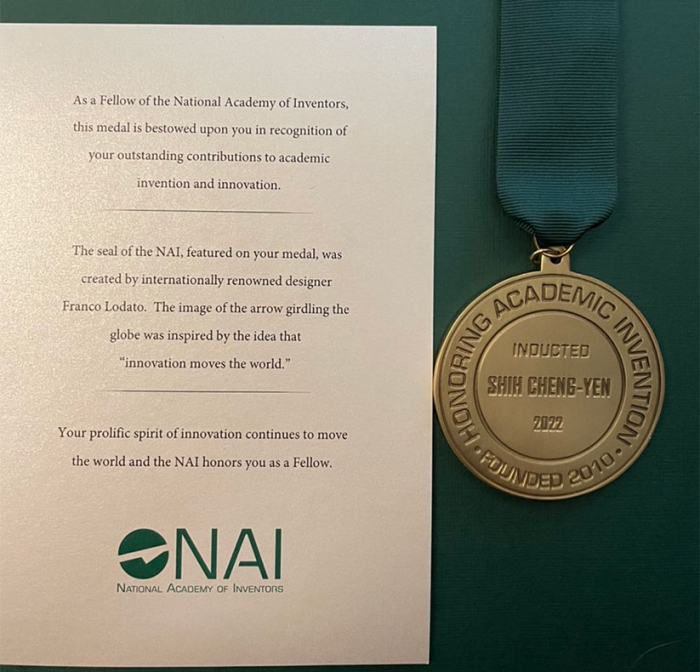 As a Fellow of the National Academy of Inventors,
this medal is bestowed upon you in recognition of
your outstanding contributions to academic
invention and innovation.
The seal of the NAI, featured on your medal, was
created by internationally renowned designer
Franco Lodato. The image of the arrow girdling the
globe was inspired by the idea that
“innovation moves the world.”
Your prolific spirit of innovation continues to move
the world and the NAI honors you as a Fellow.
NAI
NATIONAL ACADEMY OF INVENTORS
HONORING ACADEMIC INVENTION
INDUCTED
SHIH CHENG-YEN
2022
• FOUNDED 2010 •